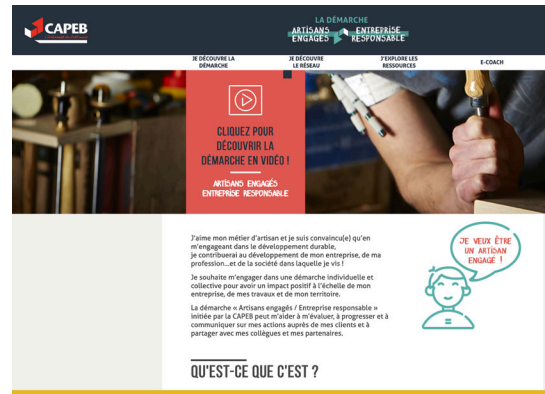 CAPEB
LA DÉMARCHE
ARTISANS ENTREPRISE
ENGAGÉS RESPONSABLE
JE DÉCOUVRE LA
DÉMARCHE
JE DÉCOUVRE
LE RÉSEAU
J'EXPLORE LES
RESSOURCES
E-COACH
CLIQUEZ POUR
DÉCOUVRIR LA
DÉMARCHE EN VIDÉO !
ARTISANS ENGAGÉS
ENTREPRISE RESPONSABLE
J'aime mon métier d'artisan et je suis convaincu(e) qu'en
m'engageant dans le développement durable,
je contribuerai au développement de mon entreprise, de ma
profession...et de la société dans laquelle je vis !
Je souhaite m'engager dans une démarche individuelle et
collective pour avoir un impact positif à l'échelle de mon
entreprise, de mes travaux et de mon territoire.
La démarche « Artisans engagés / Entreprise responsable »
initiée par la CAPEB peut m'aider à m'évaluer, à progresser et à
communiquer sur mes actions auprès de mes clients et à
partager avec mes collègues et mes partenaires.
JE VEUX ÊTRE
UN ARTISAN
ENGAGÉ !
QU'EST-CE QUE C'EST ?